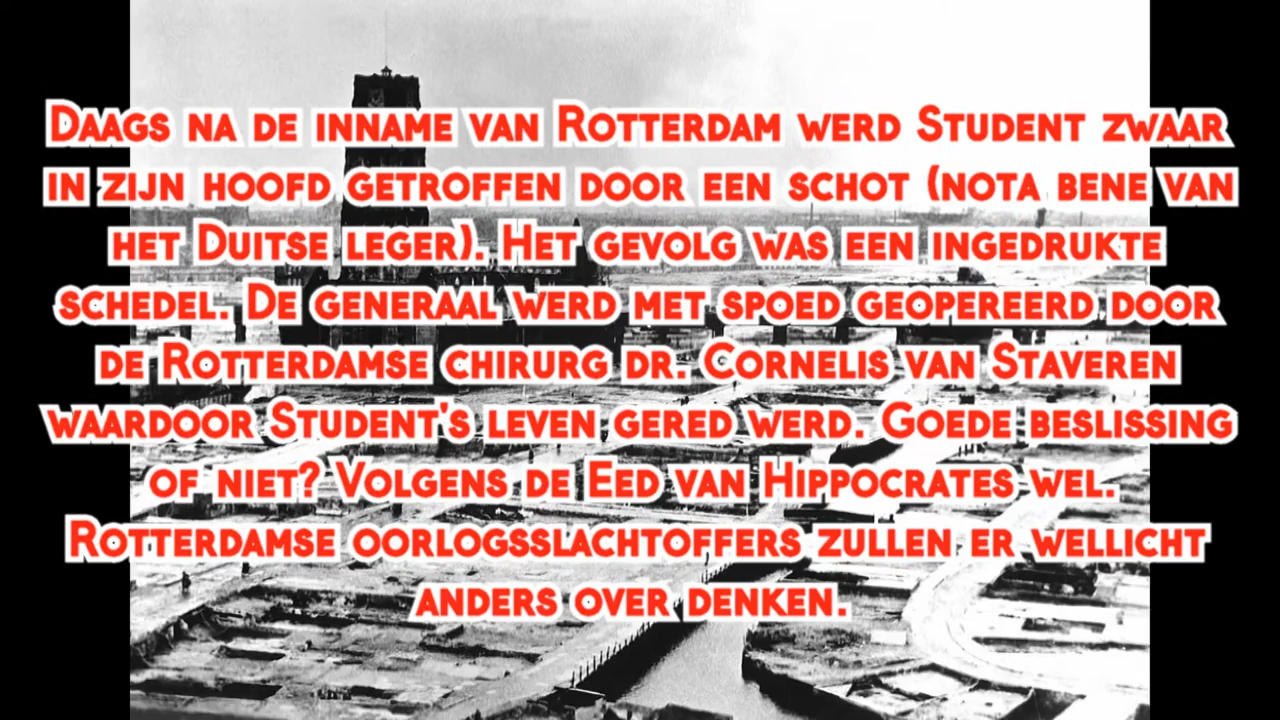 Daags na de inname van Rotterdam werd Student zwaar
in zijn hoofd getroffen door een schot (nota bene van
het Duitse leger). Het gevolg was een ingedrukte
schedel. De generaal werd met spoed geopereerd door
de Rotterdamse chirurg dr. Cornelis van Staveren
waardoor Student's leven gered werd. Goede beslissing
of niet? Volgens de Eed van Hippocrates wel.
Rotterdamse oorlogsslachtoffers zullen er wellicht
anders over denken.